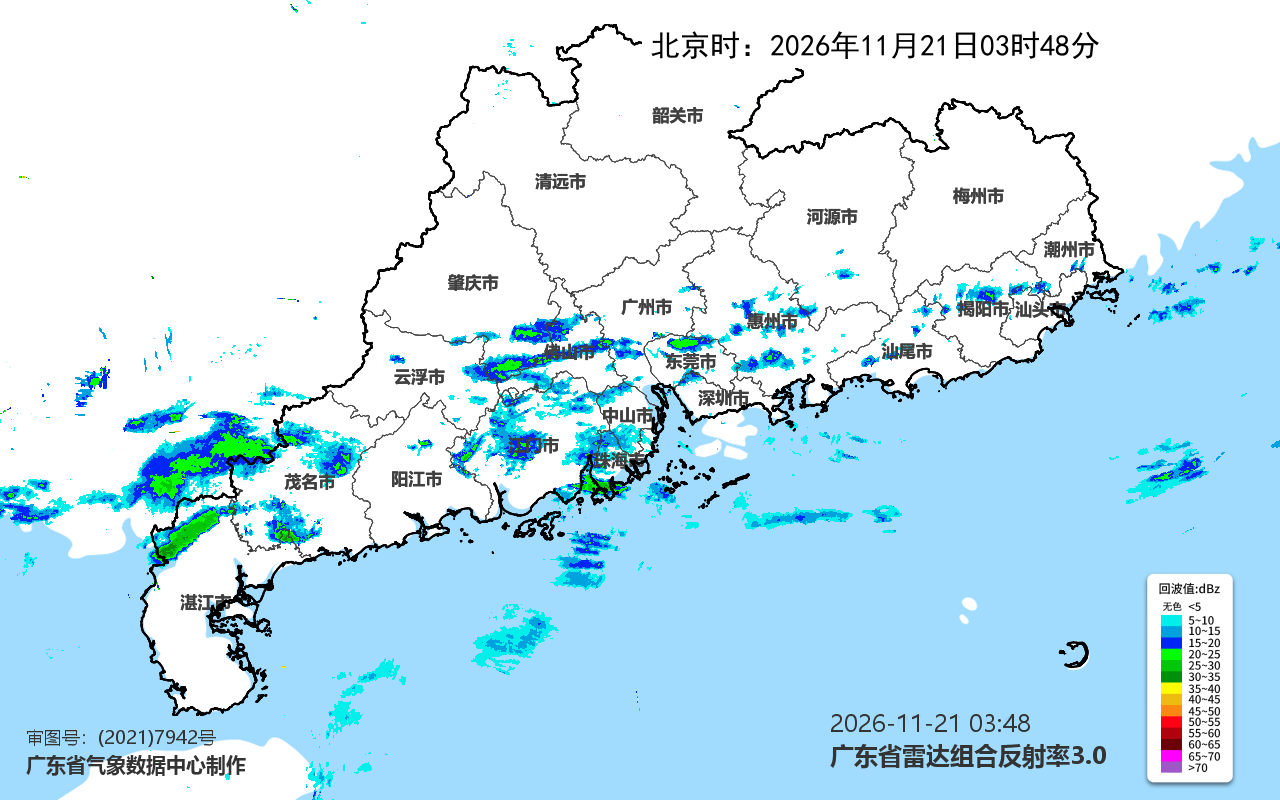 北京时：2026年11月21日03时48分
韶关市
清远市
梅州市
河源市
潮州市
肇庆市
广州市
揭阳市
汕头市
惠州市
佛山市
汕尾市
东莞市
云浮市
深圳市
中山市
江门市
珠海市
阳江市
茂名市
湛江市
回波值:dBz
无色 <5
5~10
10~15
15~20
20~25
25~30
30~35
35~40
40~45
45~50
50~55
55~60
60~65
65~70
>70
2026-11-21 03:48
广东省雷达组合反射率3.0
审图号：(2021)7942号
广东省气象数据中心制作